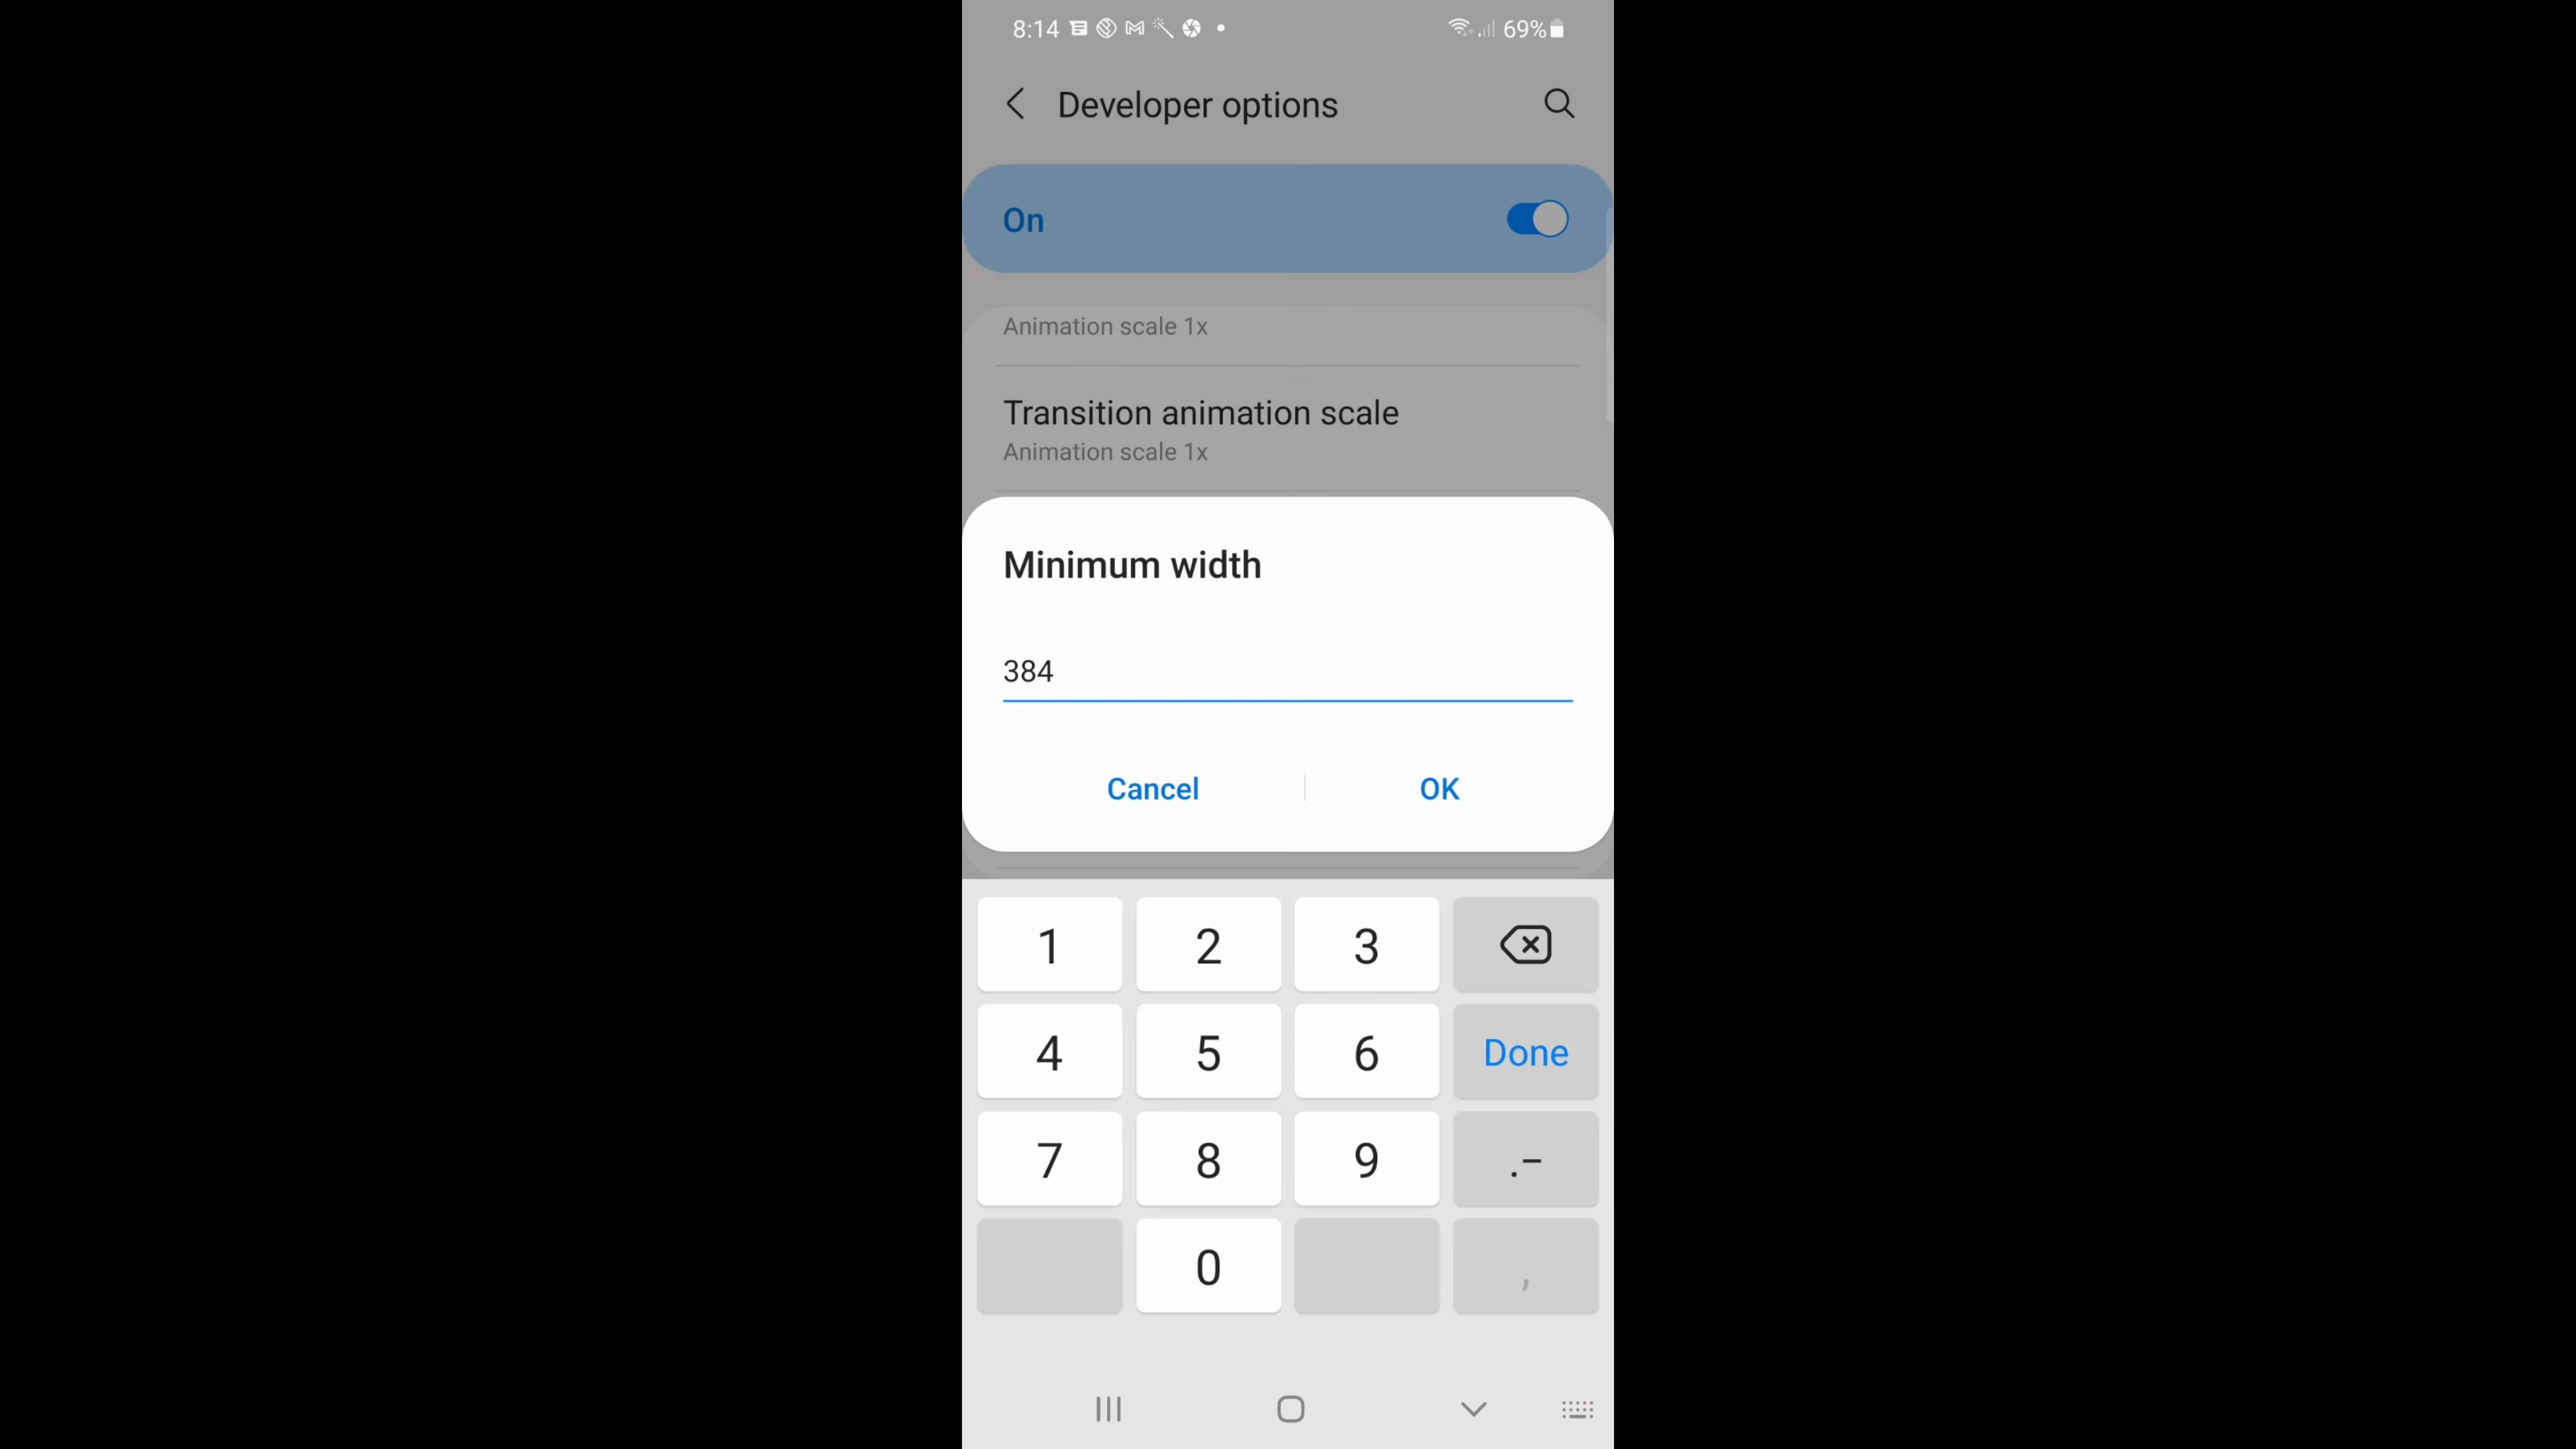 8:14 69%
Developer options
On
Animation scale 1x
Transition animation scale
Animation scale 1x
Minimum width
384
Cancel OK
1 2 3
4 5 6 Done
7 8 9 .-
0 ,